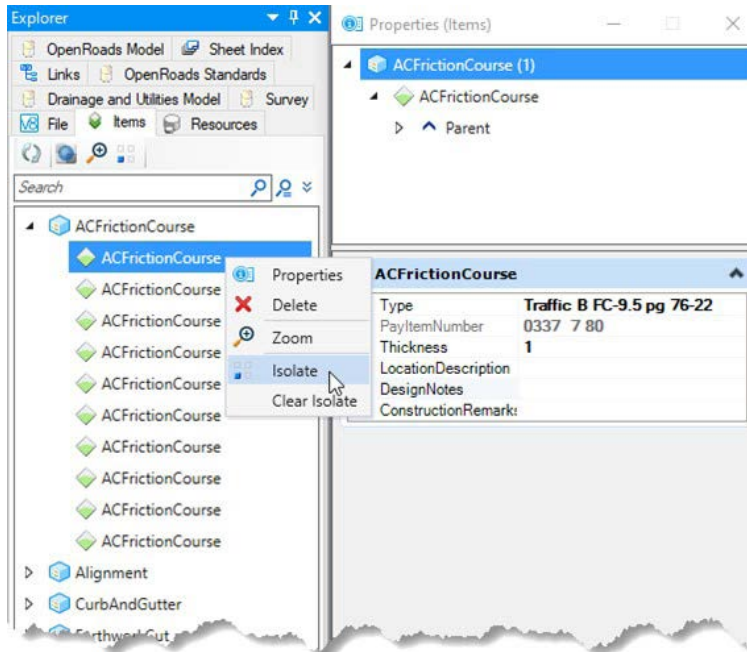 Explorer
OpenRoads Model
Sheet Index
Links
OpenRoads Standards
Drainage and Utilities Model
Survey
File
Items
Resources
Search
ACFrictionCourse
ACFrictionCourse
ACFrictionCourse
ACFrictionCourse
ACFrictionCourse
ACFrictionCourse
ACFrictionCourse
ACFrictionCourse
ACFrictionCourse
ACFrictionCourse
ACFrictionCourse
Alignment
CurbAndGutter
EarthworkCut
Properties
Delete
Zoom
Isolate
Clear Isolate
Properties (Items)
ACFrictionCourse (1)
ACFrictionCourse
Parent
ACFrictionCourse
Type Traffic B FC-9.5 pg 76-22
PayItemNumber 0337 7 80
Thickness 1
LocationDescription
DesignNotes
ConstructionRemarks